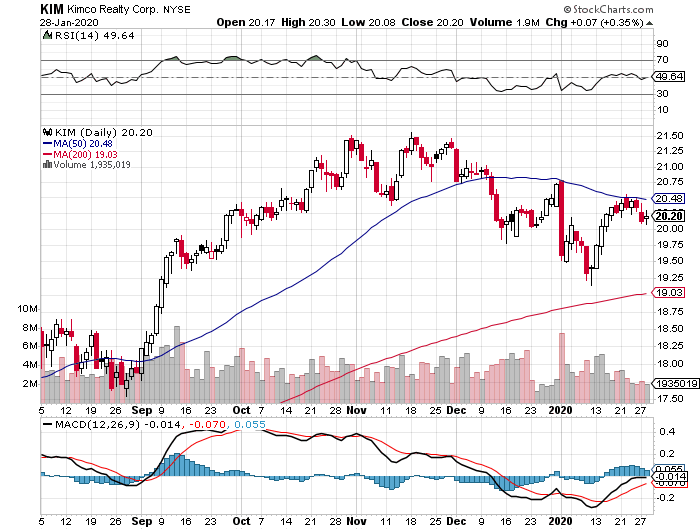 KIM Kimco Realty Corp. NYSE © StockCharts.com
28-Jan-2020 Open 20.17 High 20.30 Low 20.08 Close 20.20 Volume 1.9M Chg +0.07 (+0.35%)
RSI(14) 49.64
90
70
49.64
30
10
KIM (Daily) 20.20
MA(50) 20.48
MA(200) 19.03
Volume 1,935,019
21.50
21.25
21.00
20.75
20.48
20.20
20.00
19.75
19.50
19.25
19.03
18.75
18.50
18.25
18.00
17.50
10M
8M
6M
4M
2M
1935019
5 12 19 26 Sep 9 16 23 Oct 7 14 21 28 Nov 11 18 25 Dec 9 16 23 2020 13 21 27
MACD(12,26,9) -0.014, -0.070, 0.055
0.4
0.2
0.055
-0.014
-0.070
-0.2
5 12 19 26 Sep 9 16 23 Oct 7 14 21 28 Nov 11 18 25 Dec 9 16 23 2020 13 21 27